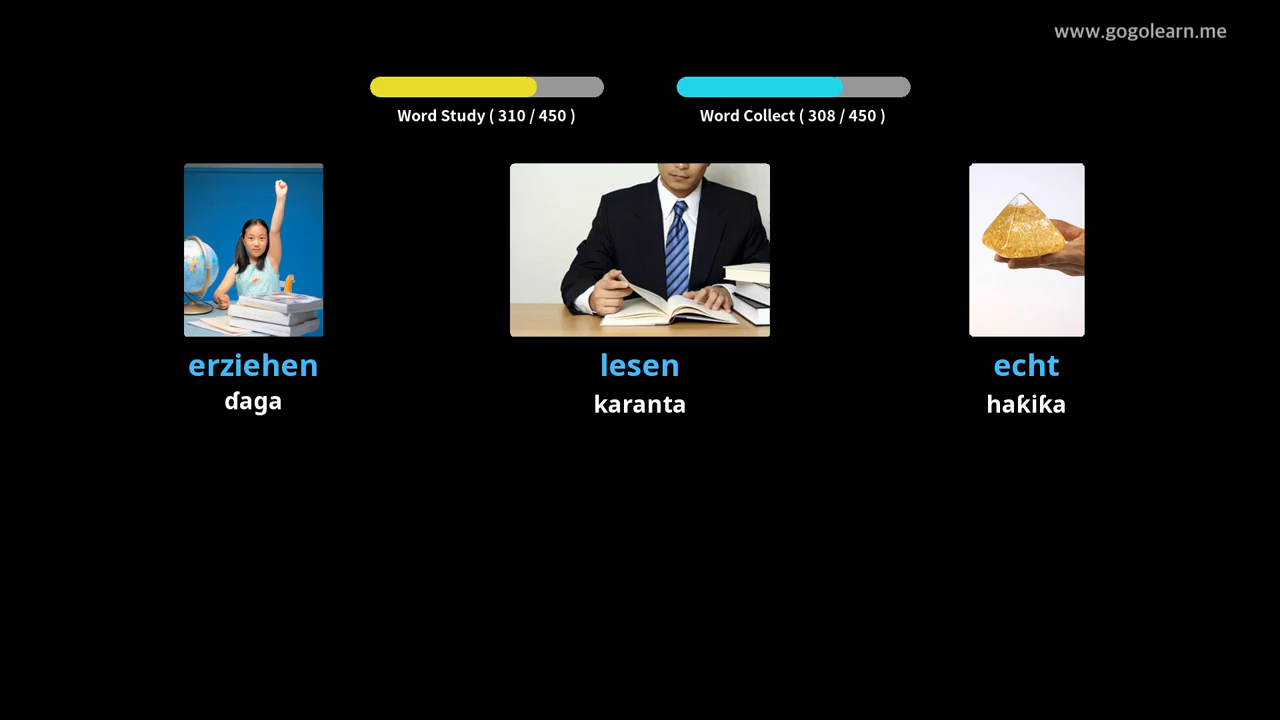 www.gogolearn.me
Word Study ( 310 / 450 )
Word Collect ( 308 / 450 )
erziehen
ɗaga
lesen
karanta
echt
haƙiƙa